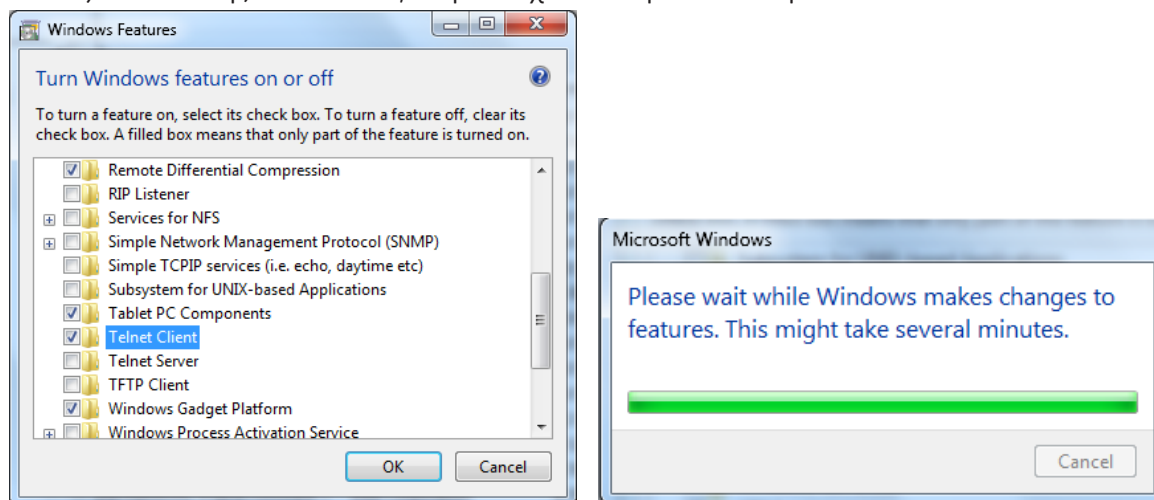 Windows Features
Turn Windows features on or off
To turn a feature on, select its check box. To turn a feature off, clear its
check box. A filled box means that only part of the feature is turned on.
Remote Differential Compression
RIP Listener
Services for NFS
Simple Network Management Protocol (SNMP)
Simple TCPIP services (i.e. echo, daytime etc)
Subsystem for UNIX-based Applications
Tablet PC Components
Telnet Client
Telnet Server
TFTP Client
Windows Gadget Platform
Windows Process Activation Service
OK
Cancel
Microsoft Windows
Please wait while Windows makes changes to
features. This might take several minutes.
Cancel